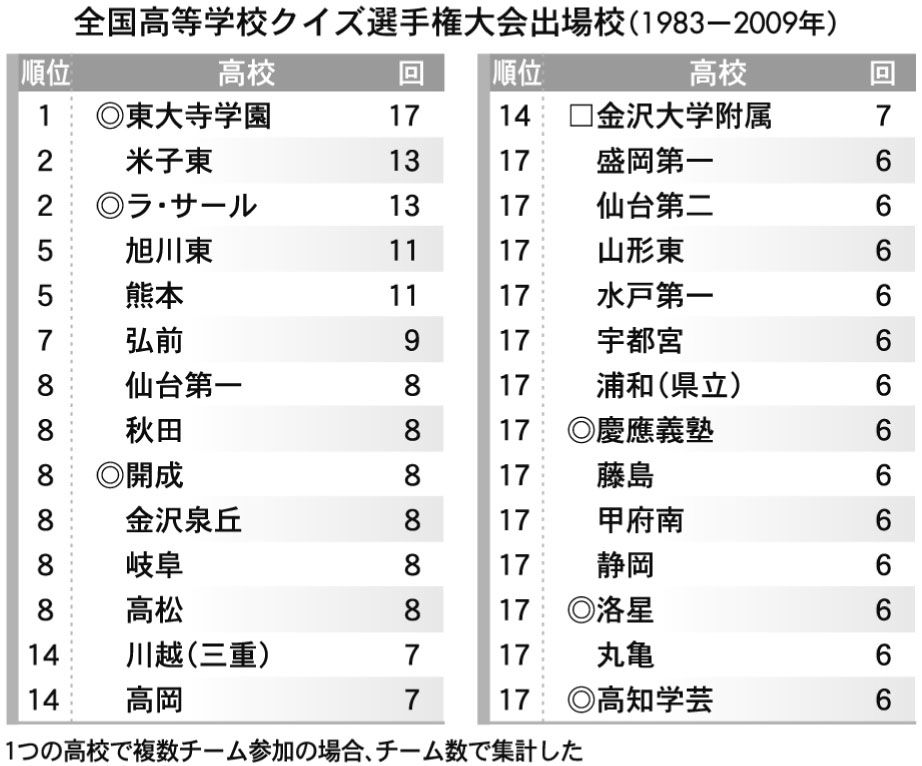 全国高等学校クイズ選手権大会出場校(1983ー2009年)
順位 高校 回
1 ◎東大寺学園 17
2 米子東 13
2 ◎ラ・サール 13
5 旭川東 11
5 熊本 11
7 弘前 9
8 仙台第一 8
8 秋田 8
8 ◎開成 8
8 金沢泉丘 8
8 岐阜 8
8 高松 8
14 川越(三重) 7
14 高岡 7
順位 高校 回
14 □金沢大学附属 7
17 盛岡第一 6
17 仙台第二 6
17 山形東 6
17 水戸第一 6
17 宇都宮 6
17 浦和(県立) 6
17 ◎慶應義塾 6
17 藤島 6
17 甲府南 6
17 静岡 6
17 ◎洛星 6
17 丸亀 6
17 ◎高知学芸 6
1つの高校で複数チーム参加の場合、チーム数で集計した